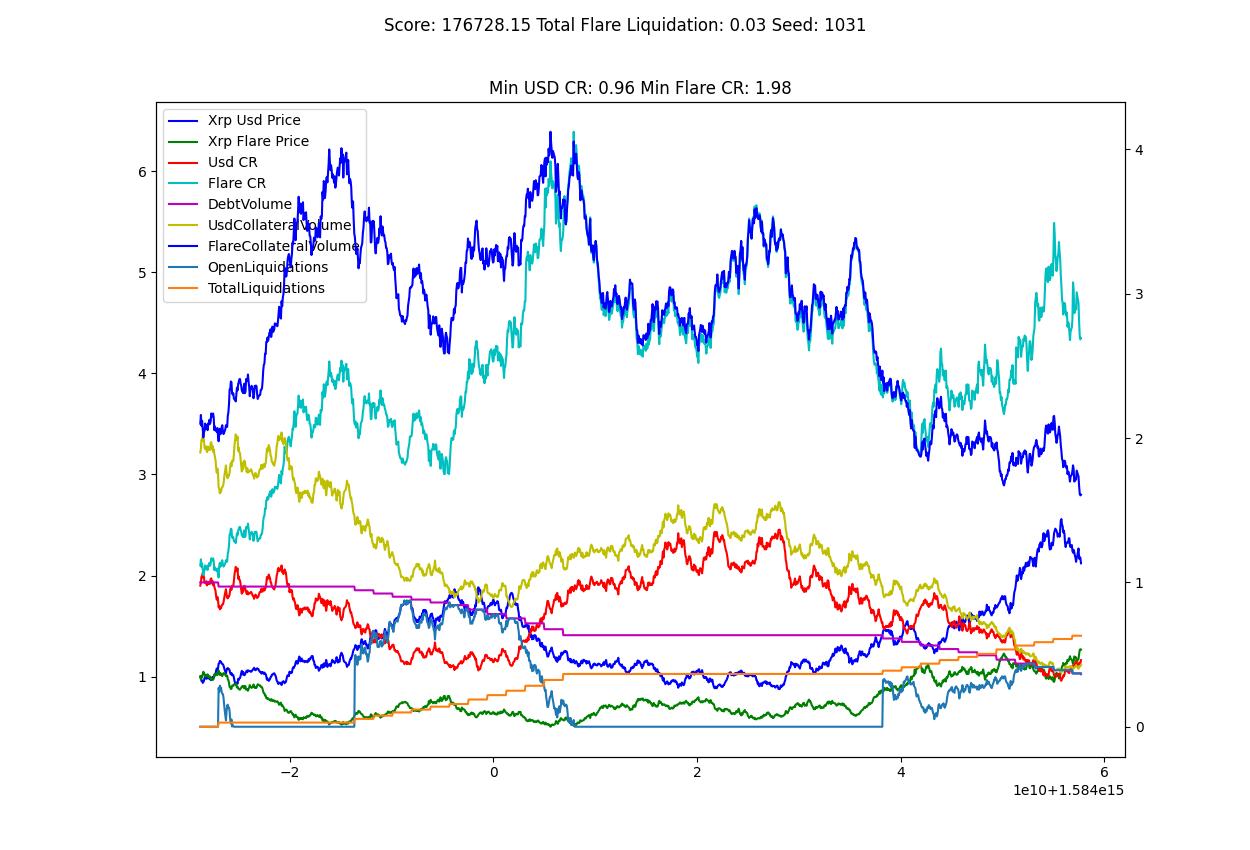 Score: 176728.15 Total Flare Liquidation: 0.03 Seed: 1031
Min USD CR: 0.96 Min Flare CR: 1.98
Xrp Usd Price
Xrp Flare Price
Usd CR
Flare CR
DebtVolume
UsdCollateralVolume
FlareCollateralVolume
OpenLiquidations
TotalLiquidations
6
5
4
3
2
1
4
3
2
1
0
−2
0
2
4
6
1e10+1.584e15